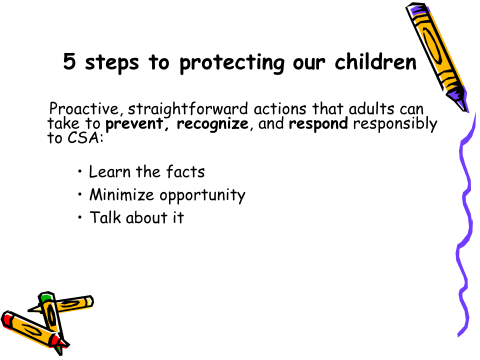 5 steps to protecting our children
Proactive, straightforward actions that adults can
take to prevent, recognize, and respond responsibly
to CSA:
• Learn the facts
• Minimize opportunity
• Talk about it